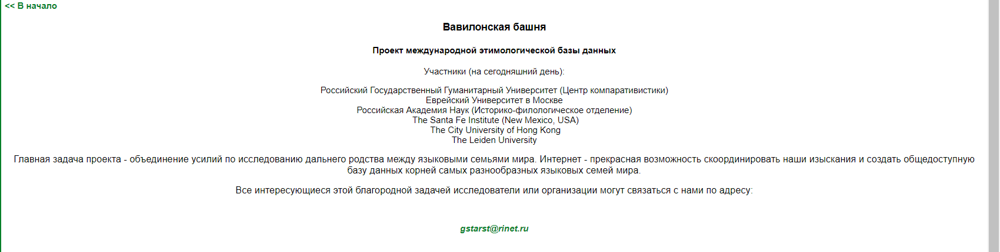 << В начало
Вавилонская башня
Проект международной этимологической базы данных
Участники (на сегодняшний день):
Российский Государственный Гуманитарный Университет (Центр компаративистики)
Еврейский Университет в Москве
Российская Академия Наук (Историко-филологическое отделение)
The Santa Fe Institute (New Mexico, USA)
The City University of Hong Kong
The Leiden University
Главная задача проекта - объединение усилий по исследованию дальнего родства между языковыми семьями мира. Интернет - прекрасная возможность скоординировать наши изыскания и создать общедоступную
базу данных корней самых разнообразных языковых семей мира.
Все интересующиеся этой благородной задачей исследователи или организации могут связаться с нами по адресу:
gstarst@rinet.ru